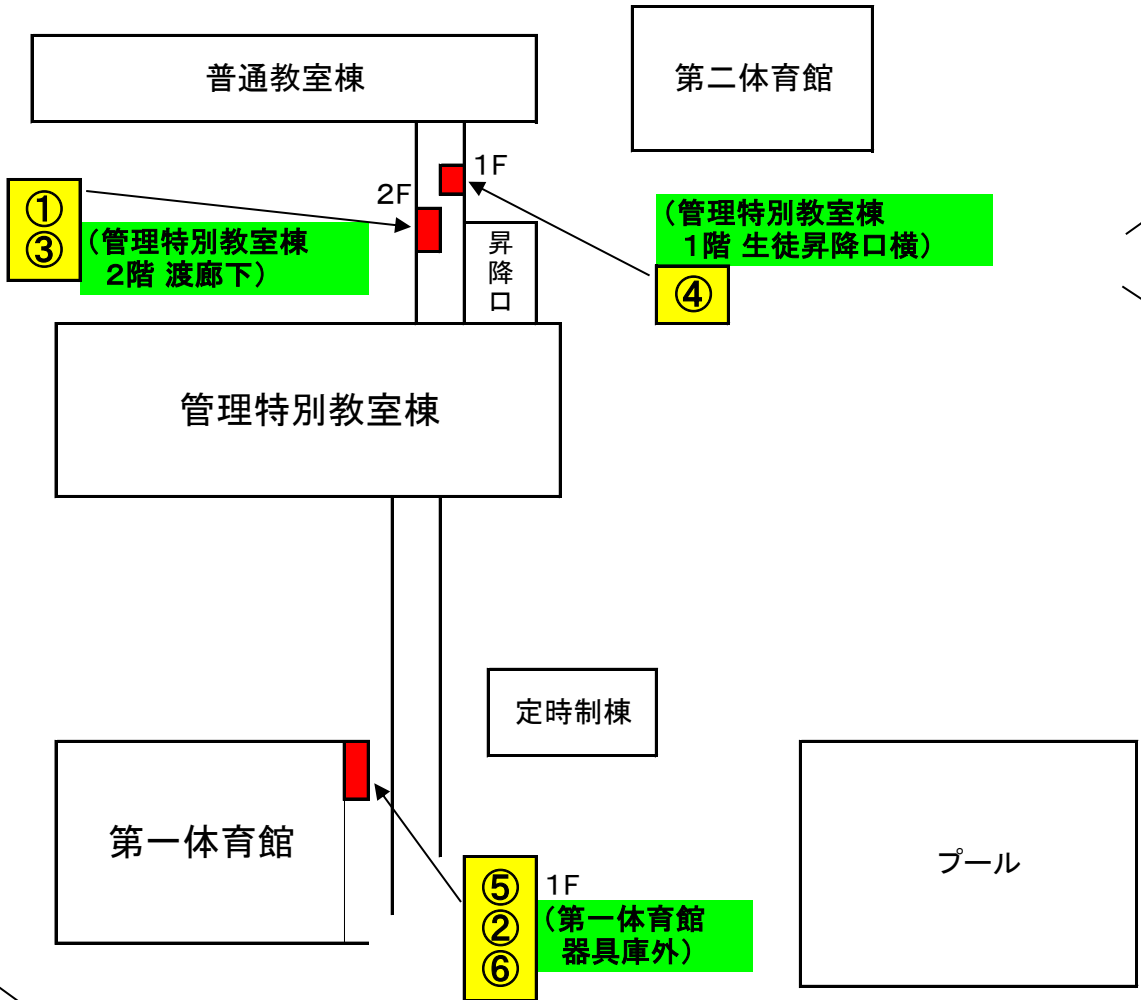 普通教室棟
第二体育館
1F
2F
①
③
(管理特別教室棟
2階 渡廊下)
昇
降
口
(管理特別教室棟
1階 生徒昇降口横)
④
管理特別教室棟
定時制棟
第一体育館
プール
⑤
②
⑥
1F
(第一体育館
器具庫外)